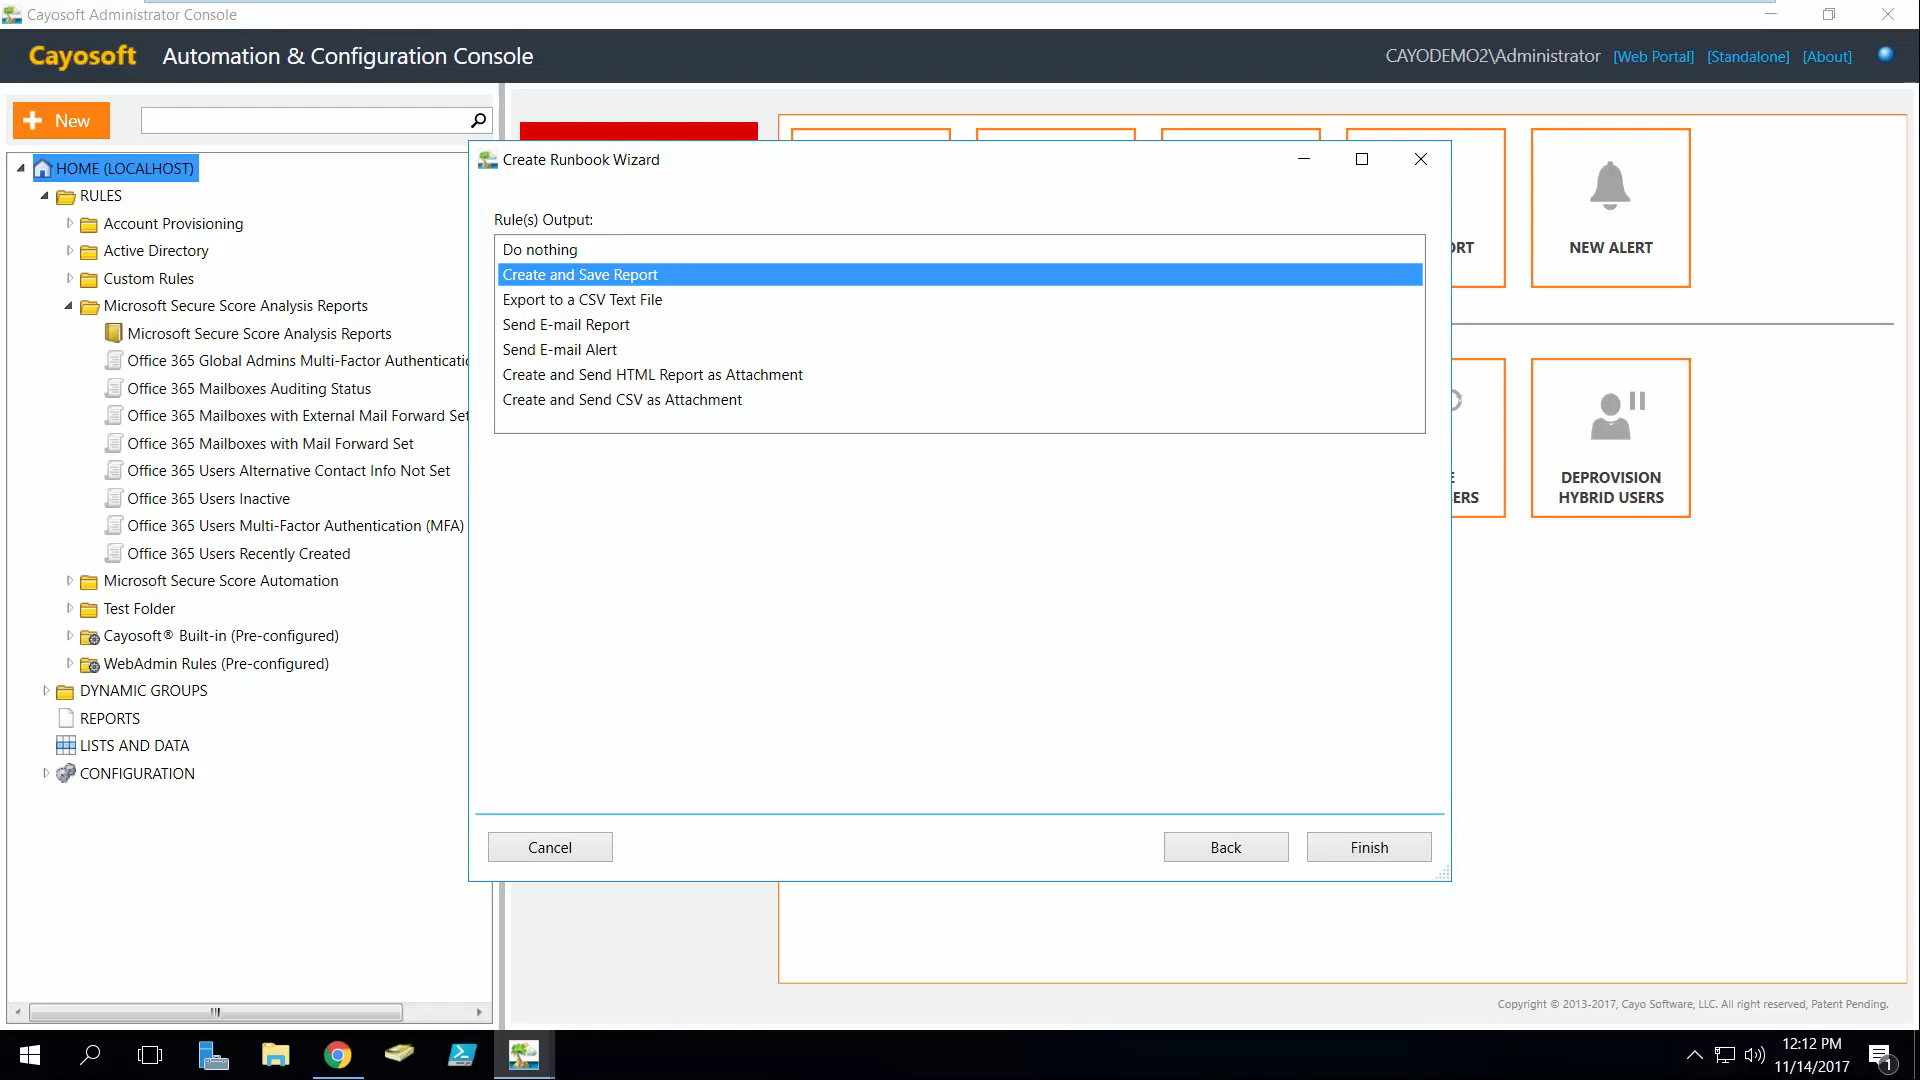 Cayosoft Administrator Console
Cayosoft Automation & Configuration Console
CAYODEMO2\Administrator [Web Portal] [Standalone] [About]
New
HOME (LOCALHOST)
RULES
Account Provisioning
Active Directory
Custom Rules
Microsoft Secure Score Analysis Reports
Microsoft Secure Score Analysis Reports
Office 365 Global Admins Multi-Factor Authenticatio
Office 365 Mailboxes Auditing Status
Office 365 Mailboxes with External Mail Forward Set
Office 365 Mailboxes with Mail Forward Set
Office 365 Users Alternative Contact Info Not Set
Office 365 Users Inactive
Office 365 Users Multi-Factor Authentication (MFA)
Office 365 Users Recently Created
Microsoft Secure Score Automation
Test Folder
Cayosoft® Built-in (Pre-configured)
WebAdmin Rules (Pre-configured)
DYNAMIC GROUPS
REPORTS
LISTS AND DATA
CONFIGURATION
Create Runbook Wizard
Rule(s) Output:
Do nothing
Create and Save Report
Export to a CSV Text File
Send E-mail Report
Send E-mail Alert
Create and Send HTML Report as Attachment
Create and Send CSV as Attachment
Cancel
Back
Finish
RT
NEW ALERT
E
ERS
DEPROVISION
HYBRID USERS
Copyright © 2013-2017, Cayo Software, LLC. All right reserved, Patent Pending.
12:12 PM
11/14/2017
1